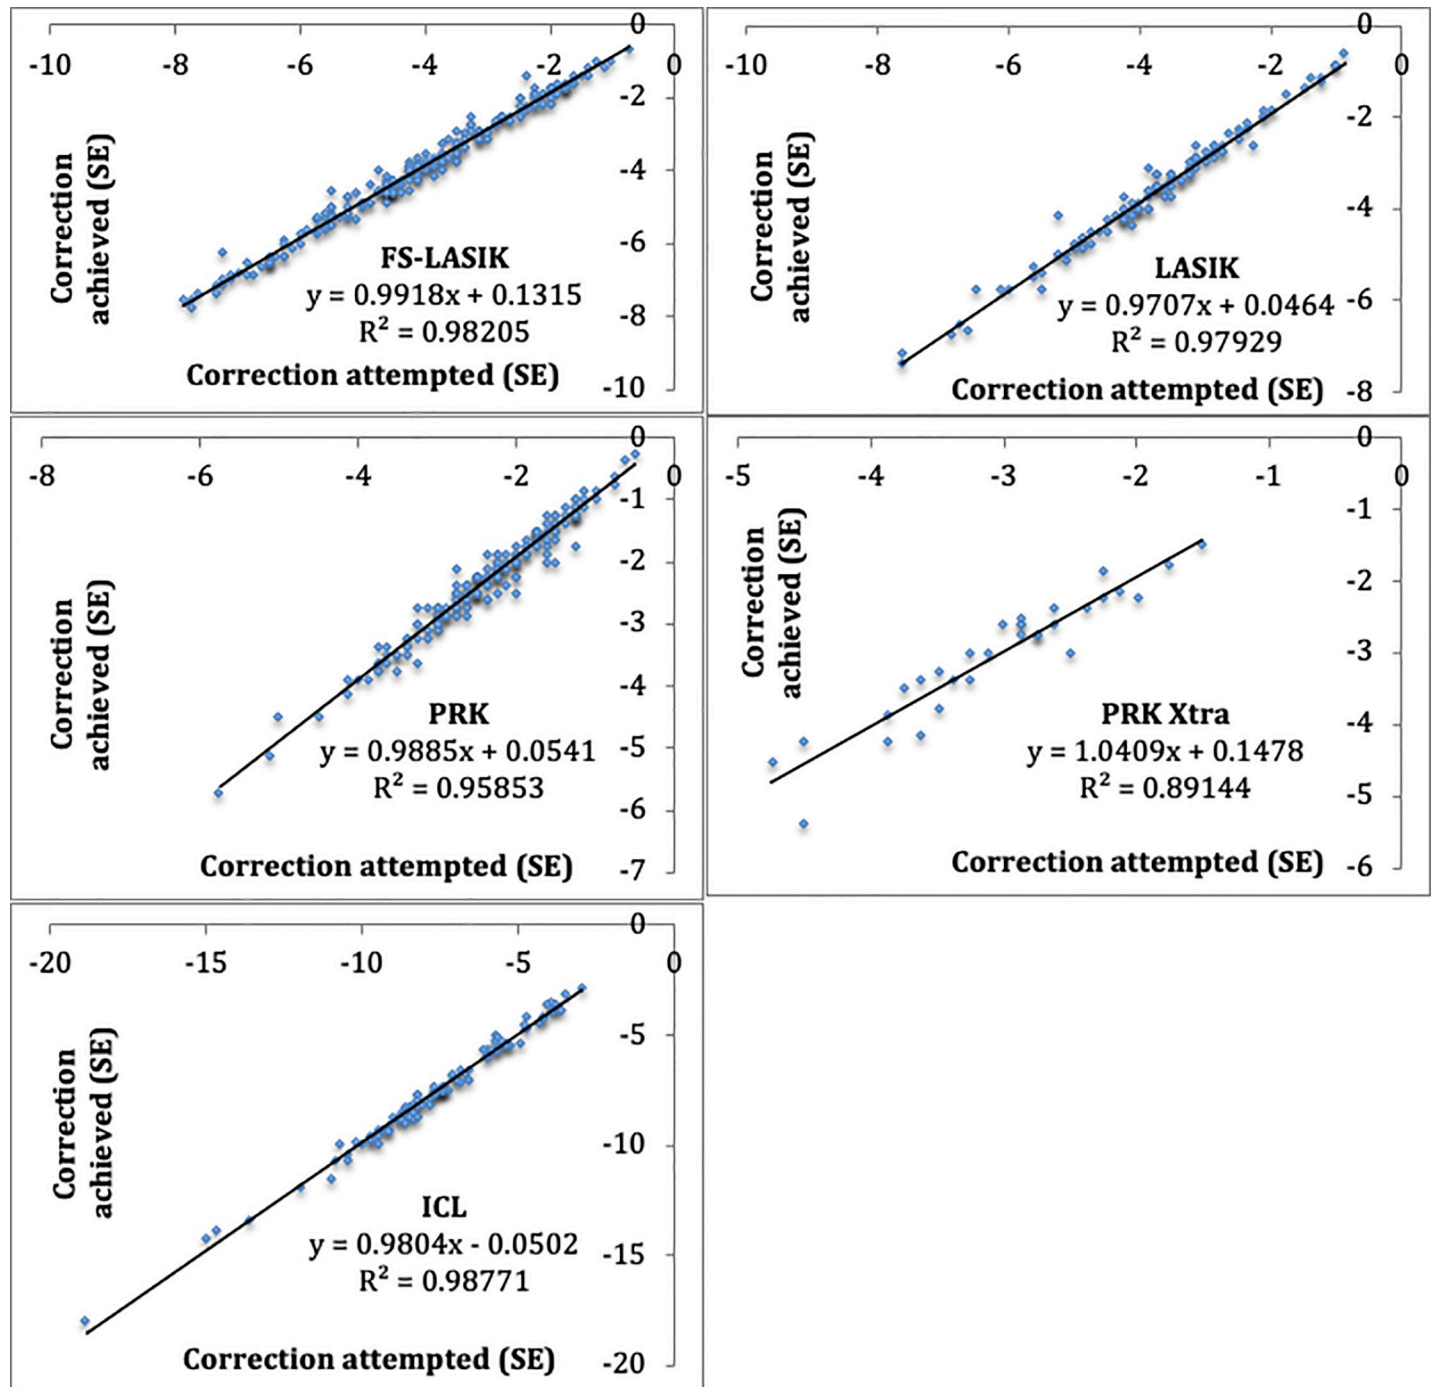 0
-10 -8 -6 -4 -2 0
-2
-4
-6
-8
-10
Correction
achieved (SE)
FS-LASIK
y = 0.9918x + 0.1315
R² = 0.98205
Correction attempted (SE)
0
-10 -8 -6 -4 -2 0
-2
-4
-6
-8
Correction
achieved (SE)
LASIK
y = 0.9707x + 0.0464
R² = 0.97929
Correction attempted (SE)
0
-8 -6 -4 -2 0
-1
-2
-3
-4
-5
-6
-7
Correction
achieved (SE)
PRK
y = 0.9885x + 0.0541
R² = 0.95853
Correction attempted (SE)
0
-5 -4 -3 -2 -1 0
-1
-2
-3
-4
-5
-6
Correction
achieved (SE)
PRK Xtra
y = 1.0409x + 0.1478
R² = 0.89144
Correction attempted (SE)
0
-20 -15 -10 -5 0
-5
-10
-15
-20
Correction
achieved (SE)
ICL
y = 0.9804x - 0.0502
R² = 0.98771
Correction attempted (SE)